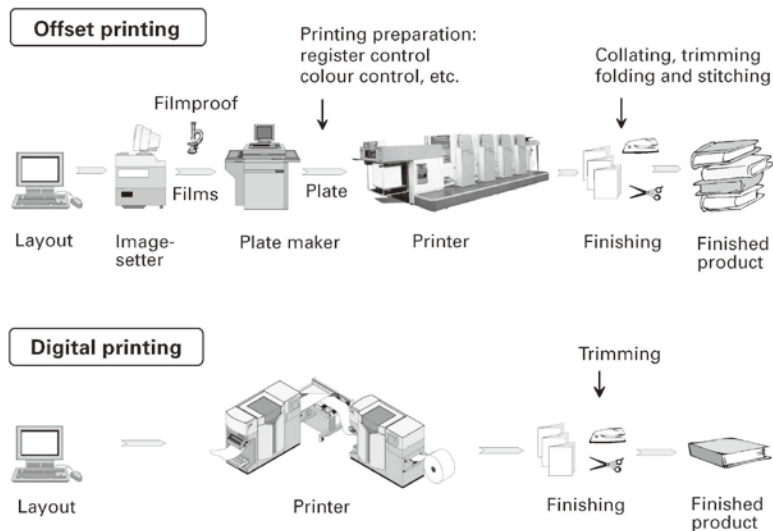 Offset printing
Printing preparation:
register control
colour control, etc.
Collating, trimming
folding and stitching
Filmproof
Films
Plate
Layout
Image-
setter
Plate maker
Printer
Finishing
Finished
product
Digital printing
Trimming
Layout
Printer
Finishing
Finished
product